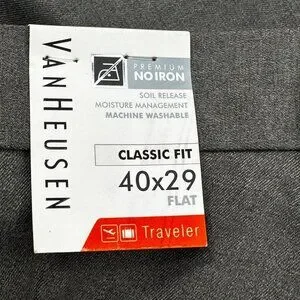 VANHEUSEN
PREMIUM
NO IRON
SOIL RELEASE
MOISTURE MANAGEMENT
MACHINE WASHABLE
CLASSIC FIT
40x29
FLAT
Traveler